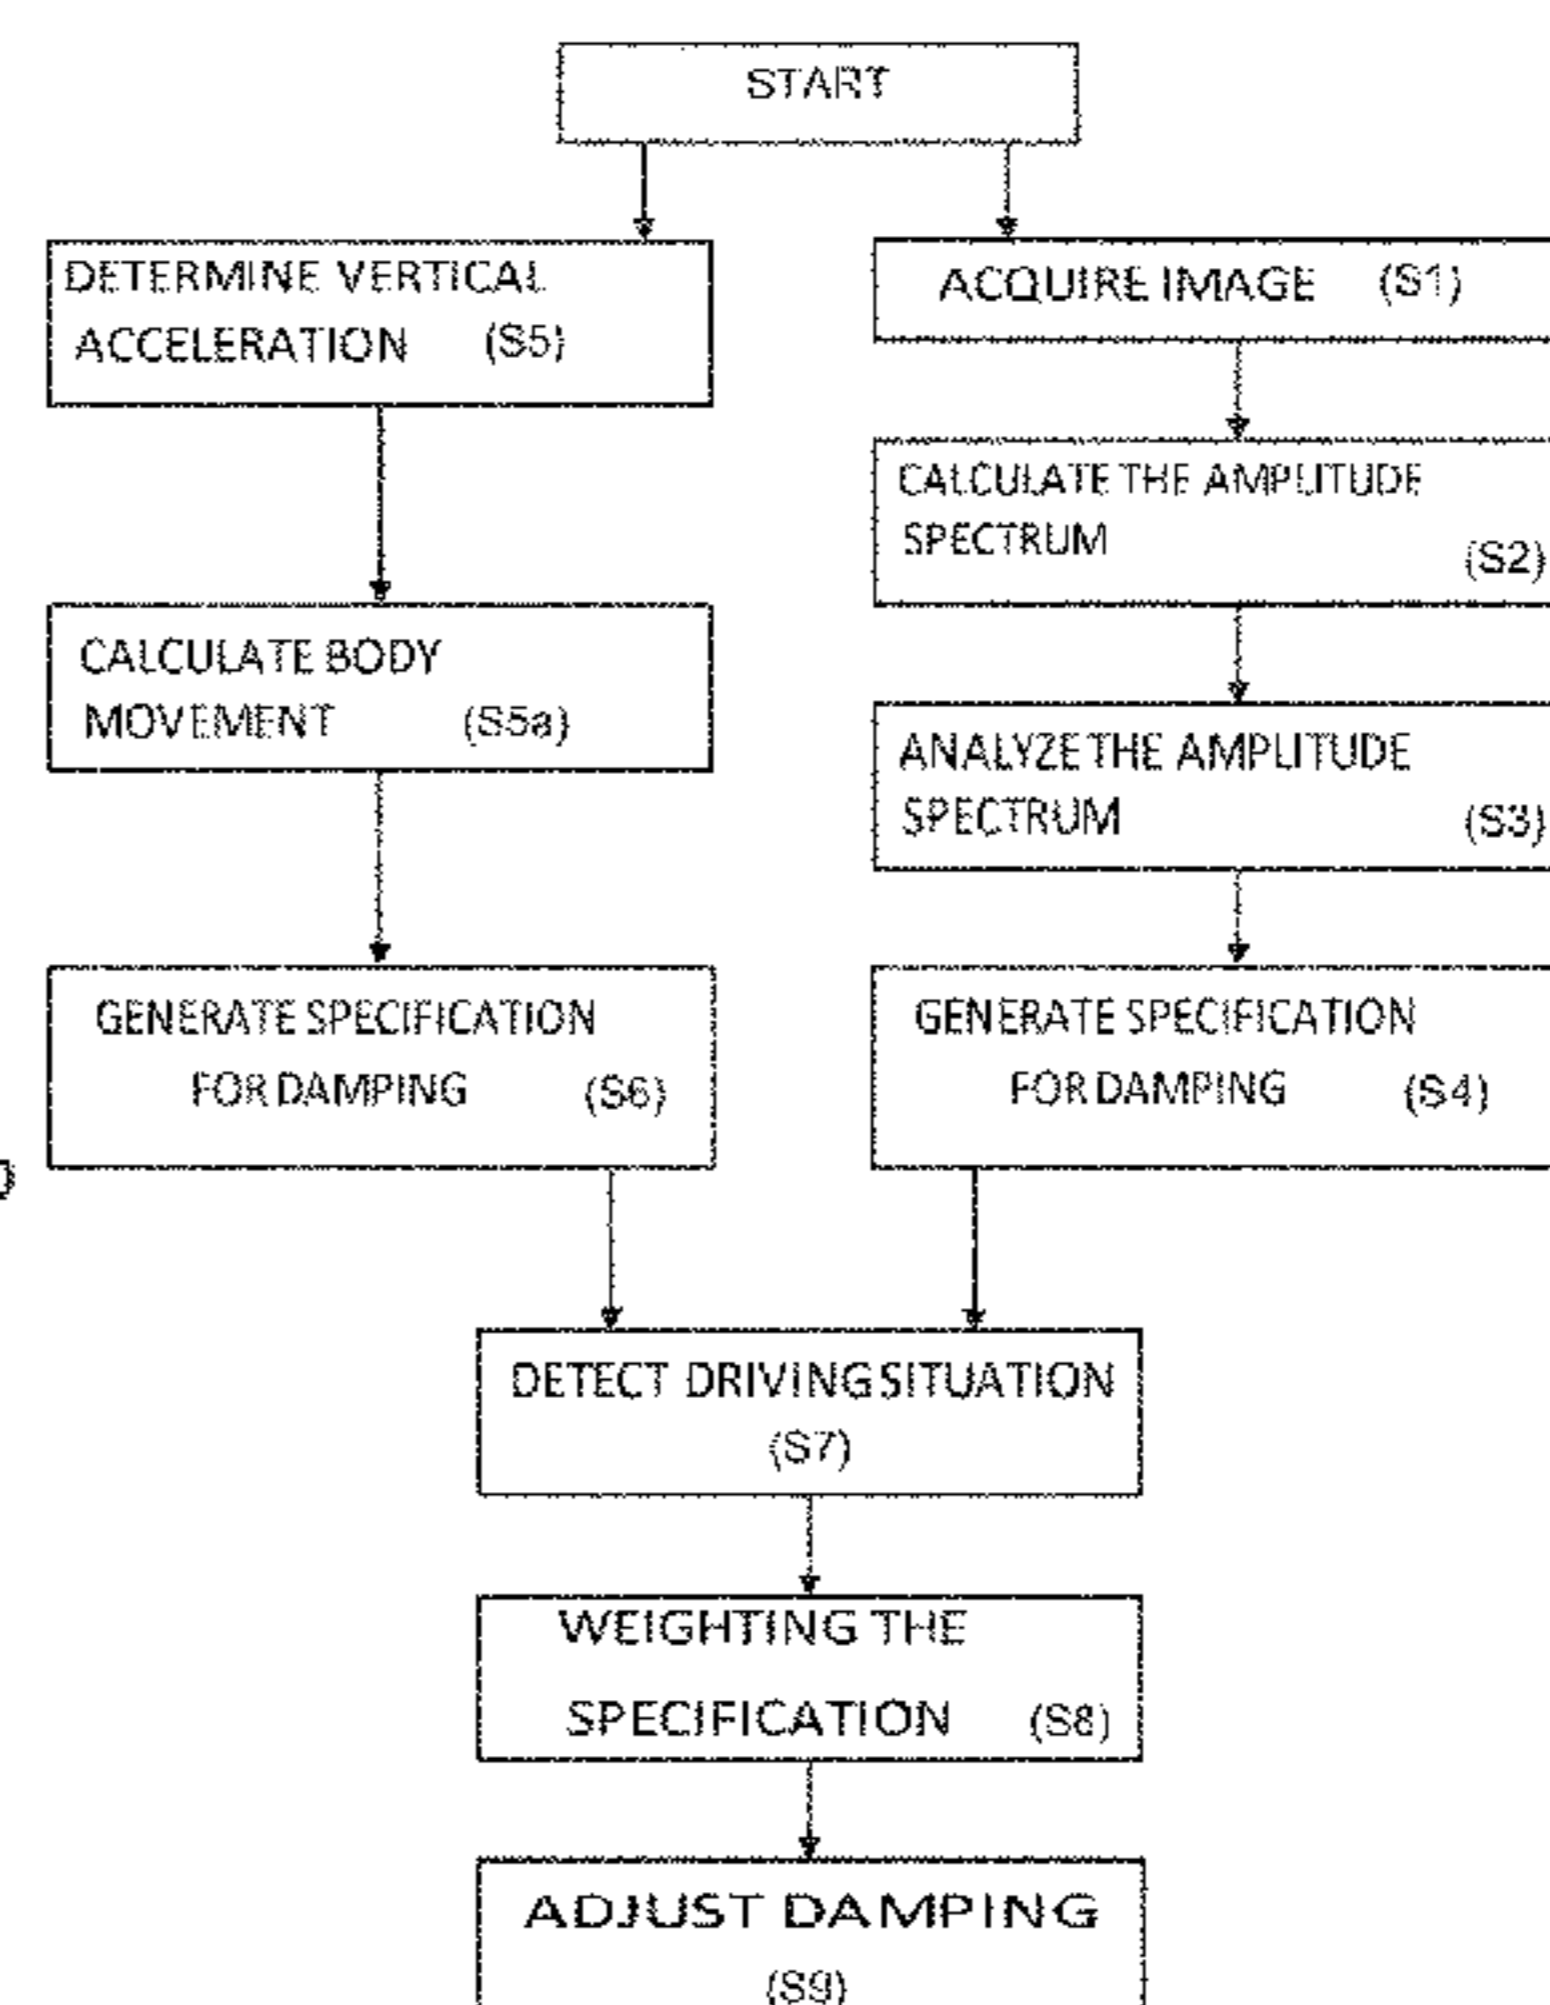 START
DETERMINE VERTICAL
ACCELERATION (S5)
ACQUIRE IMAGE (S1)
CALCULATE THE AMPLITUDE
SPECTRUM (S2)
CALCULATE BODY
MOVEMENT (S5a)
ANALYZE THE AMPLITUDE
SPECTRUM (S3)
GENERATE SPECIFICATION
FOR DAMPING (S6)
GENERATE SPECIFICATION
FOR DAMPING (S4)
DETECT DRIVING SITUATION
(S7)
WEIGHTING THE
SPECIFICATION (S8)
ADJUST DAMPING
(S9)